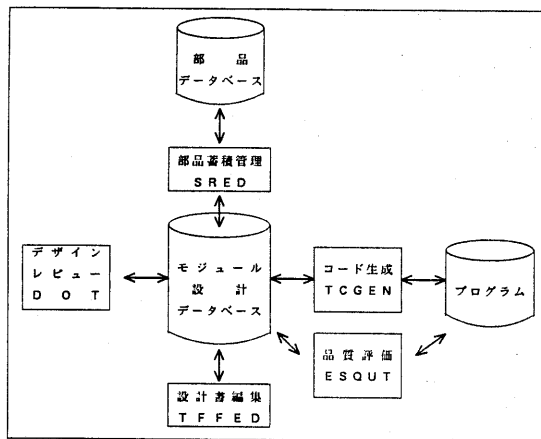 部品
データベース
部品蓄積管理
SRED
デザイン
レビュー
DOT
モジュール
設計
データベース
コード生成
TCGEN
プログラム
品質評価
ESQUT
設計書編集
TFFED